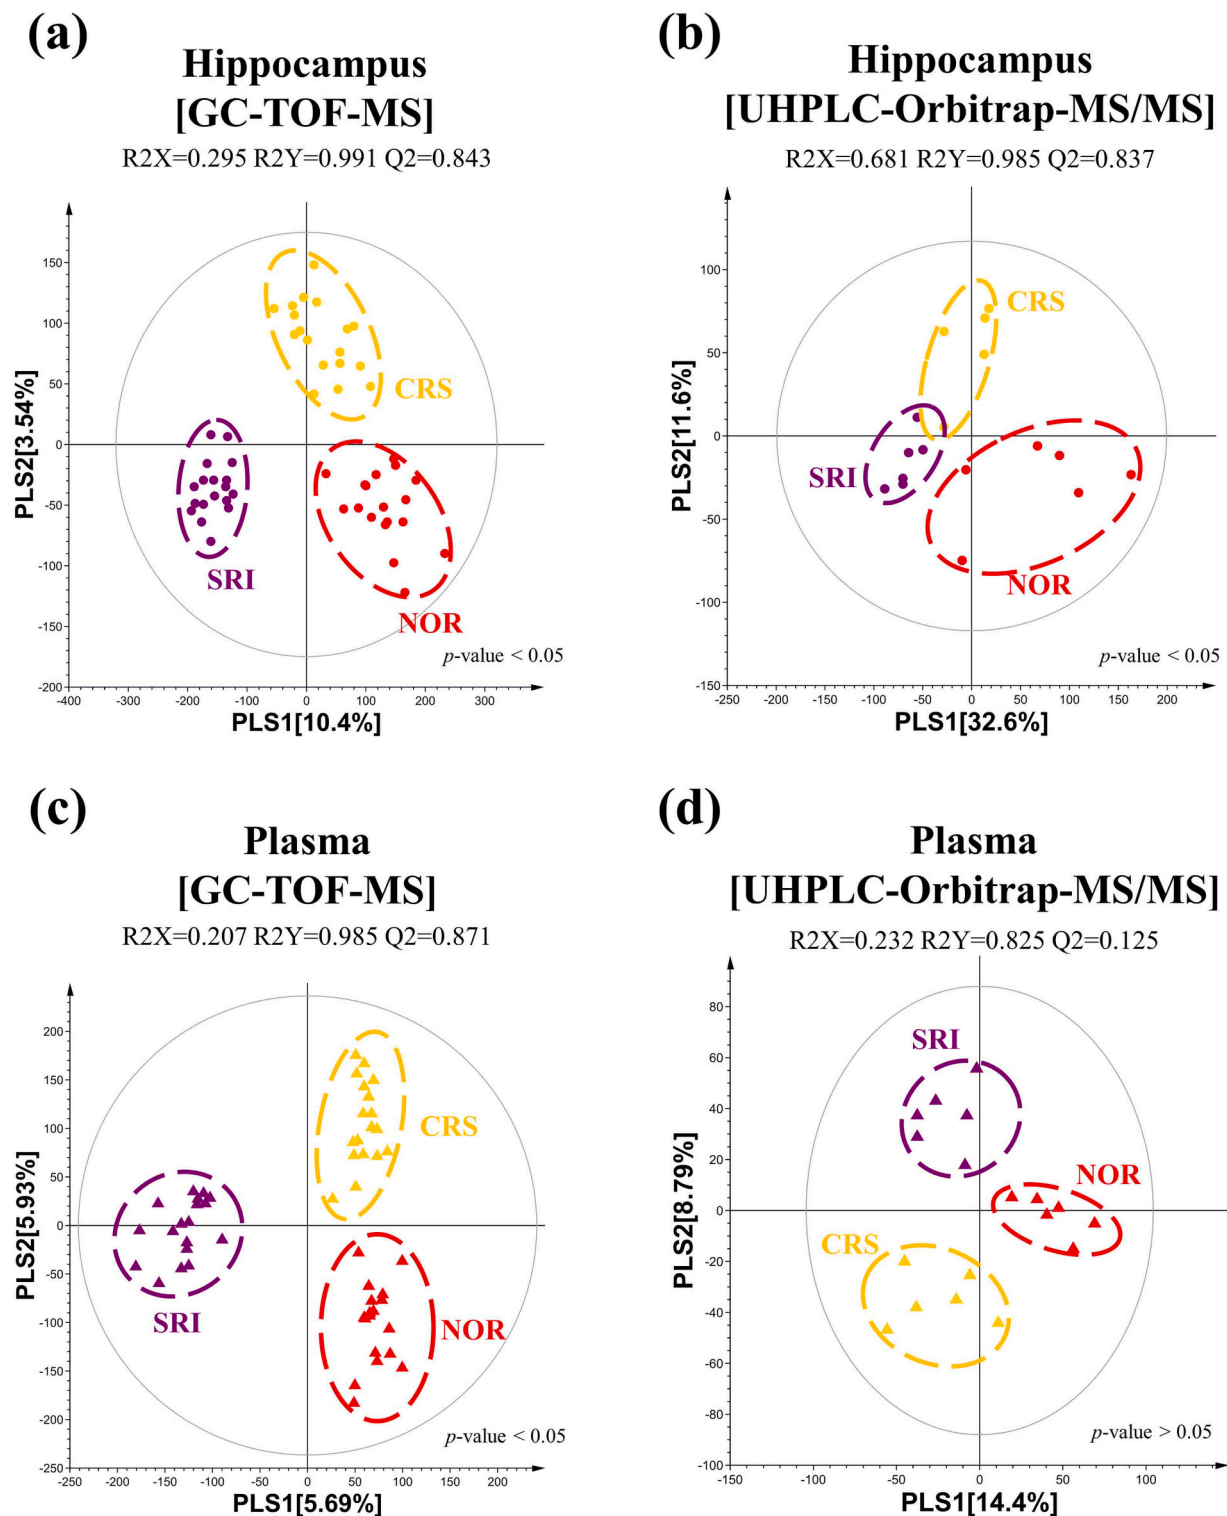 (a)
Hippocampus
[GC-TOF-MS]
R2X=0.295 R2Y=0.991 Q2=0.843
150
100
50
0
-50
-100
-150
-200
PLS2[3.54%]
CRS
SRI
NOR
p-value < 0.05
-400 -300 -200 -100 0 100 200 300
PLS1[10.4%]
(b)
Hippocampus
[UHPLC-Orbitrap-MS/MS]
R2X=0.681 R2Y=0.985 Q2=0.837
100
50
0
-50
-100
-150
PLS2[11.6%]
CRS
SRI
NOR
p-value < 0.05
-250 -200 -150 -100 -50 0 50 100 150 200
PLS1[32.6%]
(c)
Plasma
[GC-TOF-MS]
R2X=0.207 R2Y=0.985 Q2=0.871
200
150
100
50
0
-50
-100
-150
-200
-250
PLS2[5.93%]
CRS
SRI
NOR
p-value < 0.05
-250 -200 -150 -100 -50 0 50 100 150 200
PLS1[5.69%]
(d)
Plasma
[UHPLC-Orbitrap-MS/MS]
R2X=0.232 R2Y=0.825 Q2=0.125
80
60
40
20
0
-20
-40
-60
-80
-100
PLS2[8.79%]
SRI
NOR
CRS
p-value > 0.05
-150 -100 -50 0 50 100
PLS1[14.4%]